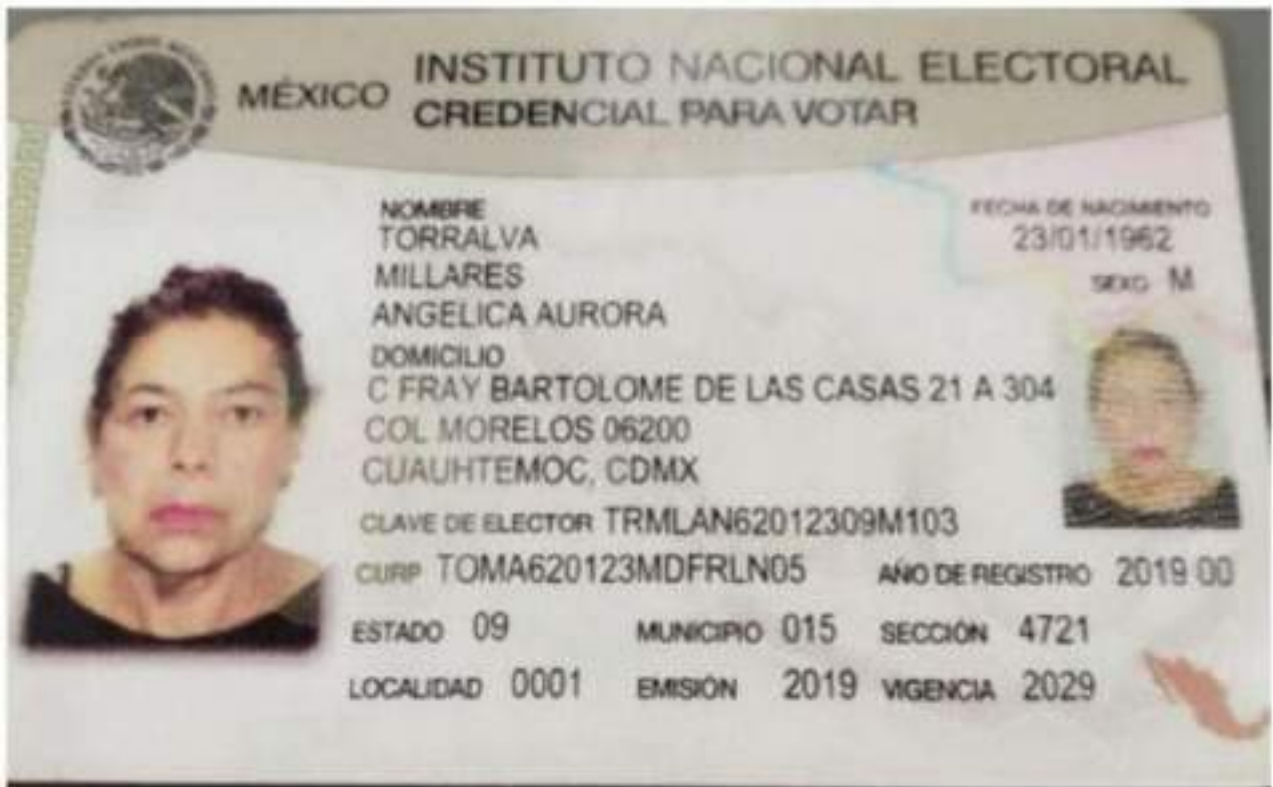 MÉXICO
INSTITUTO NACIONAL ELECTORAL
CREDENCIAL PARA VOTAR
NOMBRE
TORRALVA
MILLARES
ANGELICA AURORA
FECHA DE NACIMIENTO
23/01/1962
SEXO M
DOMICILIO
C FRAY BARTOLOME DE LAS CASAS 21 A 304
COL MORELOS 06200
CUAUHTEMOC, CDMX
CLAVE DE ELECTOR TRMLAN62012309M103
CURP TOMA620123MDFRLN05 AÑO DE REGISTRO 2019 00
ESTADO 09 MUNICIPIO 015 SECCIÓN 4721
LOCALIDAD 0001 EMISIÓN 2019 VIGENCIA 2029